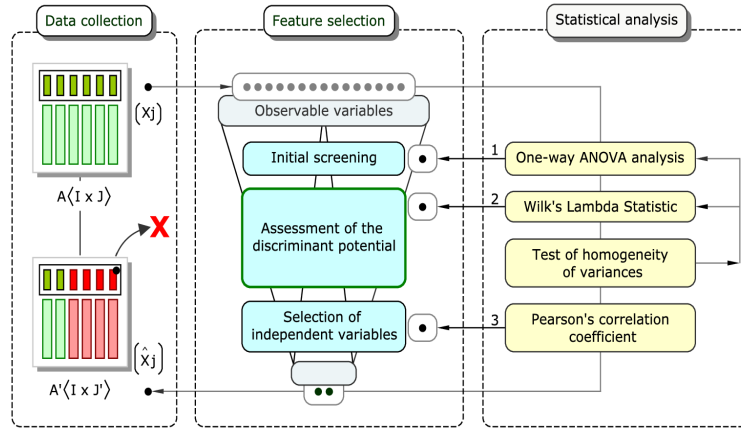 Data collection
Feature selection
Statistical analysis
(Xj)
A⟨I x J⟩
X
(X̂j)
A'⟨I x J'⟩
Observable variables
Initial screening
Assessment of the
discriminant potential
Selection of
independent variables
1
One-way ANOVA analysis
2
Wilk's Lambda Statistic
Test of homogeneity
of variances
3
Pearson's correlation
coefficient